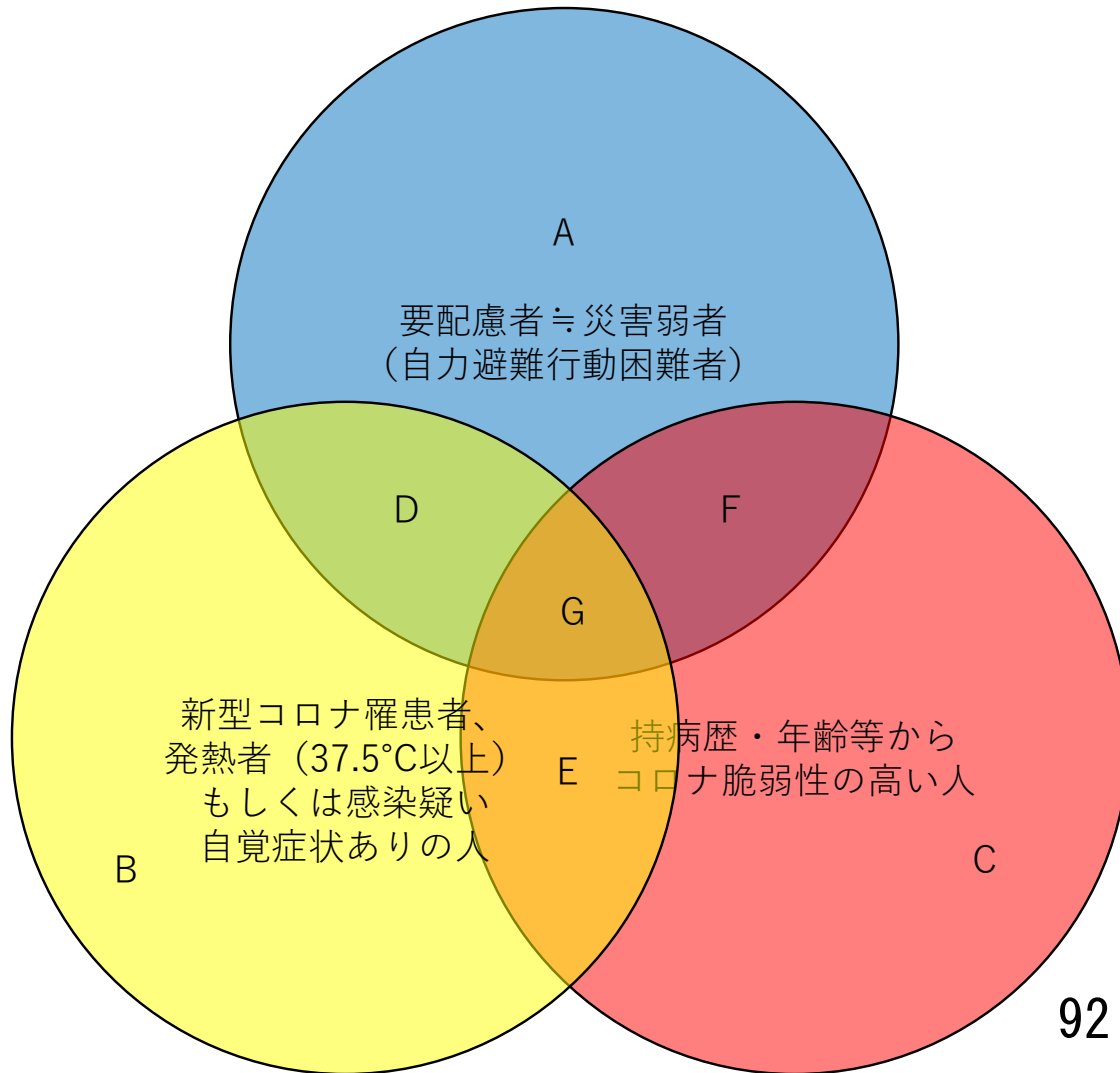 A
要配慮者≒災害弱者
（自力避難行動困難者）
D
F
G
新型コロナ罹患者、
発熱者（37.5°C以上）
もしくは感染疑い
自覚症状ありの人
E
持病歴・年齢等から
コロナ脆弱性の高い人
B
C
92